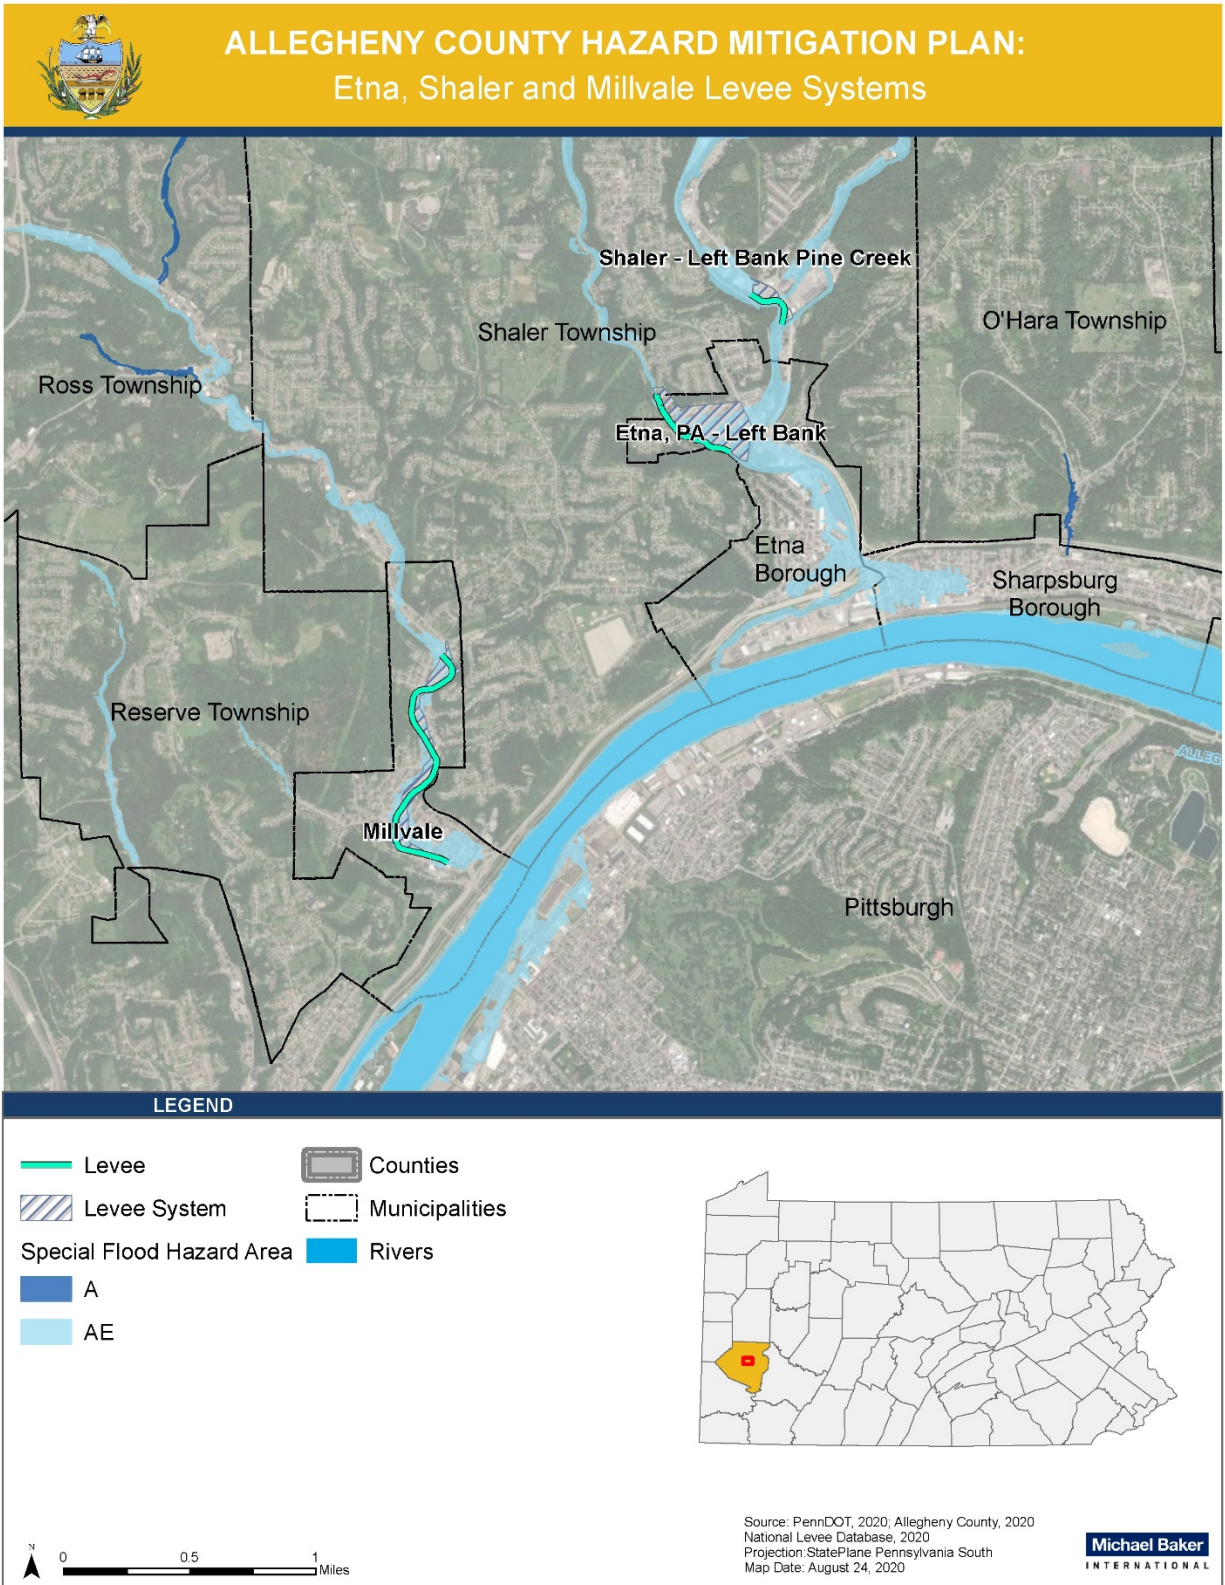 ALLEGHENY COUNTY HAZARD MITIGATION PLAN:
Etna, Shaler and Millvale Levee Systems
Shaler - Left Bank Pine Creek
Shaler Township
O'Hara Township
Ross Township
Etna, PA - Left Bank
Etna
Borough
Sharpsburg
Borough
Reserve Township
ALLEG
Millvale
Pittsburgh
LEGEND
Levee
Counties
Levee System
Municipalities
Special Flood Hazard Area
Rivers
A
AE
N
0 0.5 1
Miles
Source: PennDOT, 2020; Allegheny County, 2020
National Levee Database, 2020
Projection:StatePlane Pennsylvania South
Map Date: August 24, 2020
Michael Baker
INTERNATIONAL